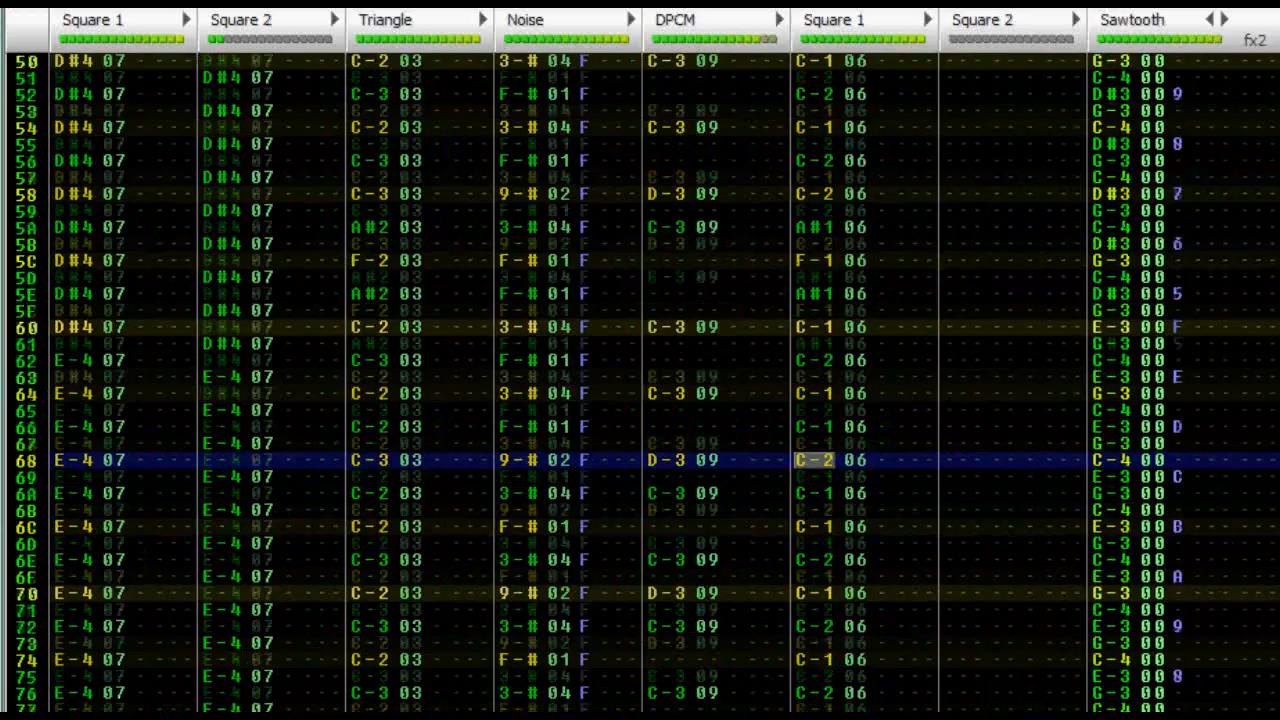 Square 1 Square 2 Triangle Noise DPCM Square 1 Square 2 Sawtooth
fx2
50 D#4 07 C-2 03 3-# 04 F C-3 09 C-1 06 G-3 00
51 D#4 07 C-4 00
52 D#4 07 C-3 03 F-# 01 F C-2 06 D#3 00 9
53 D#4 07 G-3 00
54 D#4 07 C-2 03 3-# 04 F C-3 09 C-1 06 C-4 00
55 D#4 07 D#3 00 8
56 D#4 07 C-3 03 F-# 01 F C-2 06 G-3 00
57 D#4 07 C-4 00
58 D#4 07 C-3 03 9-# 02 F D-3 09 C-2 06 D#3 00 7
59 D#4 07 G-3 00
5A D#4 07 A#2 03 3-# 04 F C-3 09 A#1 06 C-4 00
5B D#4 07 D#3 00 6
5C D#4 07 F-2 03 F-# 01 F F-1 06 G-3 00
5D D#4 07 C-4 00
5E D#4 07 A#2 03 F-# 01 F A#1 06 D#3 00 5
5F D#4 07 G-3 00
60 D#4 07 C-2 03 3-# 04 F C-3 09 C-1 06 E-3 00 F
61 D#4 07 G-3 00
62 E-4 07 C-3 03 F-# 01 F C-2 06 C-4 00
63 E-4 07 E-3 00 E
64 E-4 07 C-2 03 3-# 04 F C-3 09 C-1 06 G-3 00
65 E-4 07 C-4 00
66 E-4 07 C-2 03 F-# 01 F C-1 06 E-3 00 D
67 E-4 07 G-3 00
68 E-4 07 C-3 03 9-# 02 F D-3 09 C-2 06 C-4 00
69 E-4 07 E-3 00 C
6A E-4 07 C-2 03 3-# 04 F C-3 09 C-1 06 G-3 00
6B E-4 07 C-4 00
6C E-4 07 C-2 03 F-# 01 F C-1 06 E-3 00 B
6D E-4 07 G-3 00
6E E-4 07 C-3 03 3-# 04 F C-3 09 C-2 06 C-4 00
6F E-4 07 E-3 00 A
70 E-4 07 C-2 03 9-# 02 F D-3 09 C-1 06 G-3 00
71 E-4 07 C-4 00
72 E-4 07 C-3 03 3-# 04 F C-3 09 C-2 06 E-3 00 9
73 E-4 07 G-3 00
74 E-4 07 C-2 03 F-# 01 F C-1 06 C-4 00
75 E-4 07 E-3 00 8
76 E-4 07 C-3 03 3-# 04 F C-3 09 C-2 06 G-3 00
77 E-4 07 C-4 00